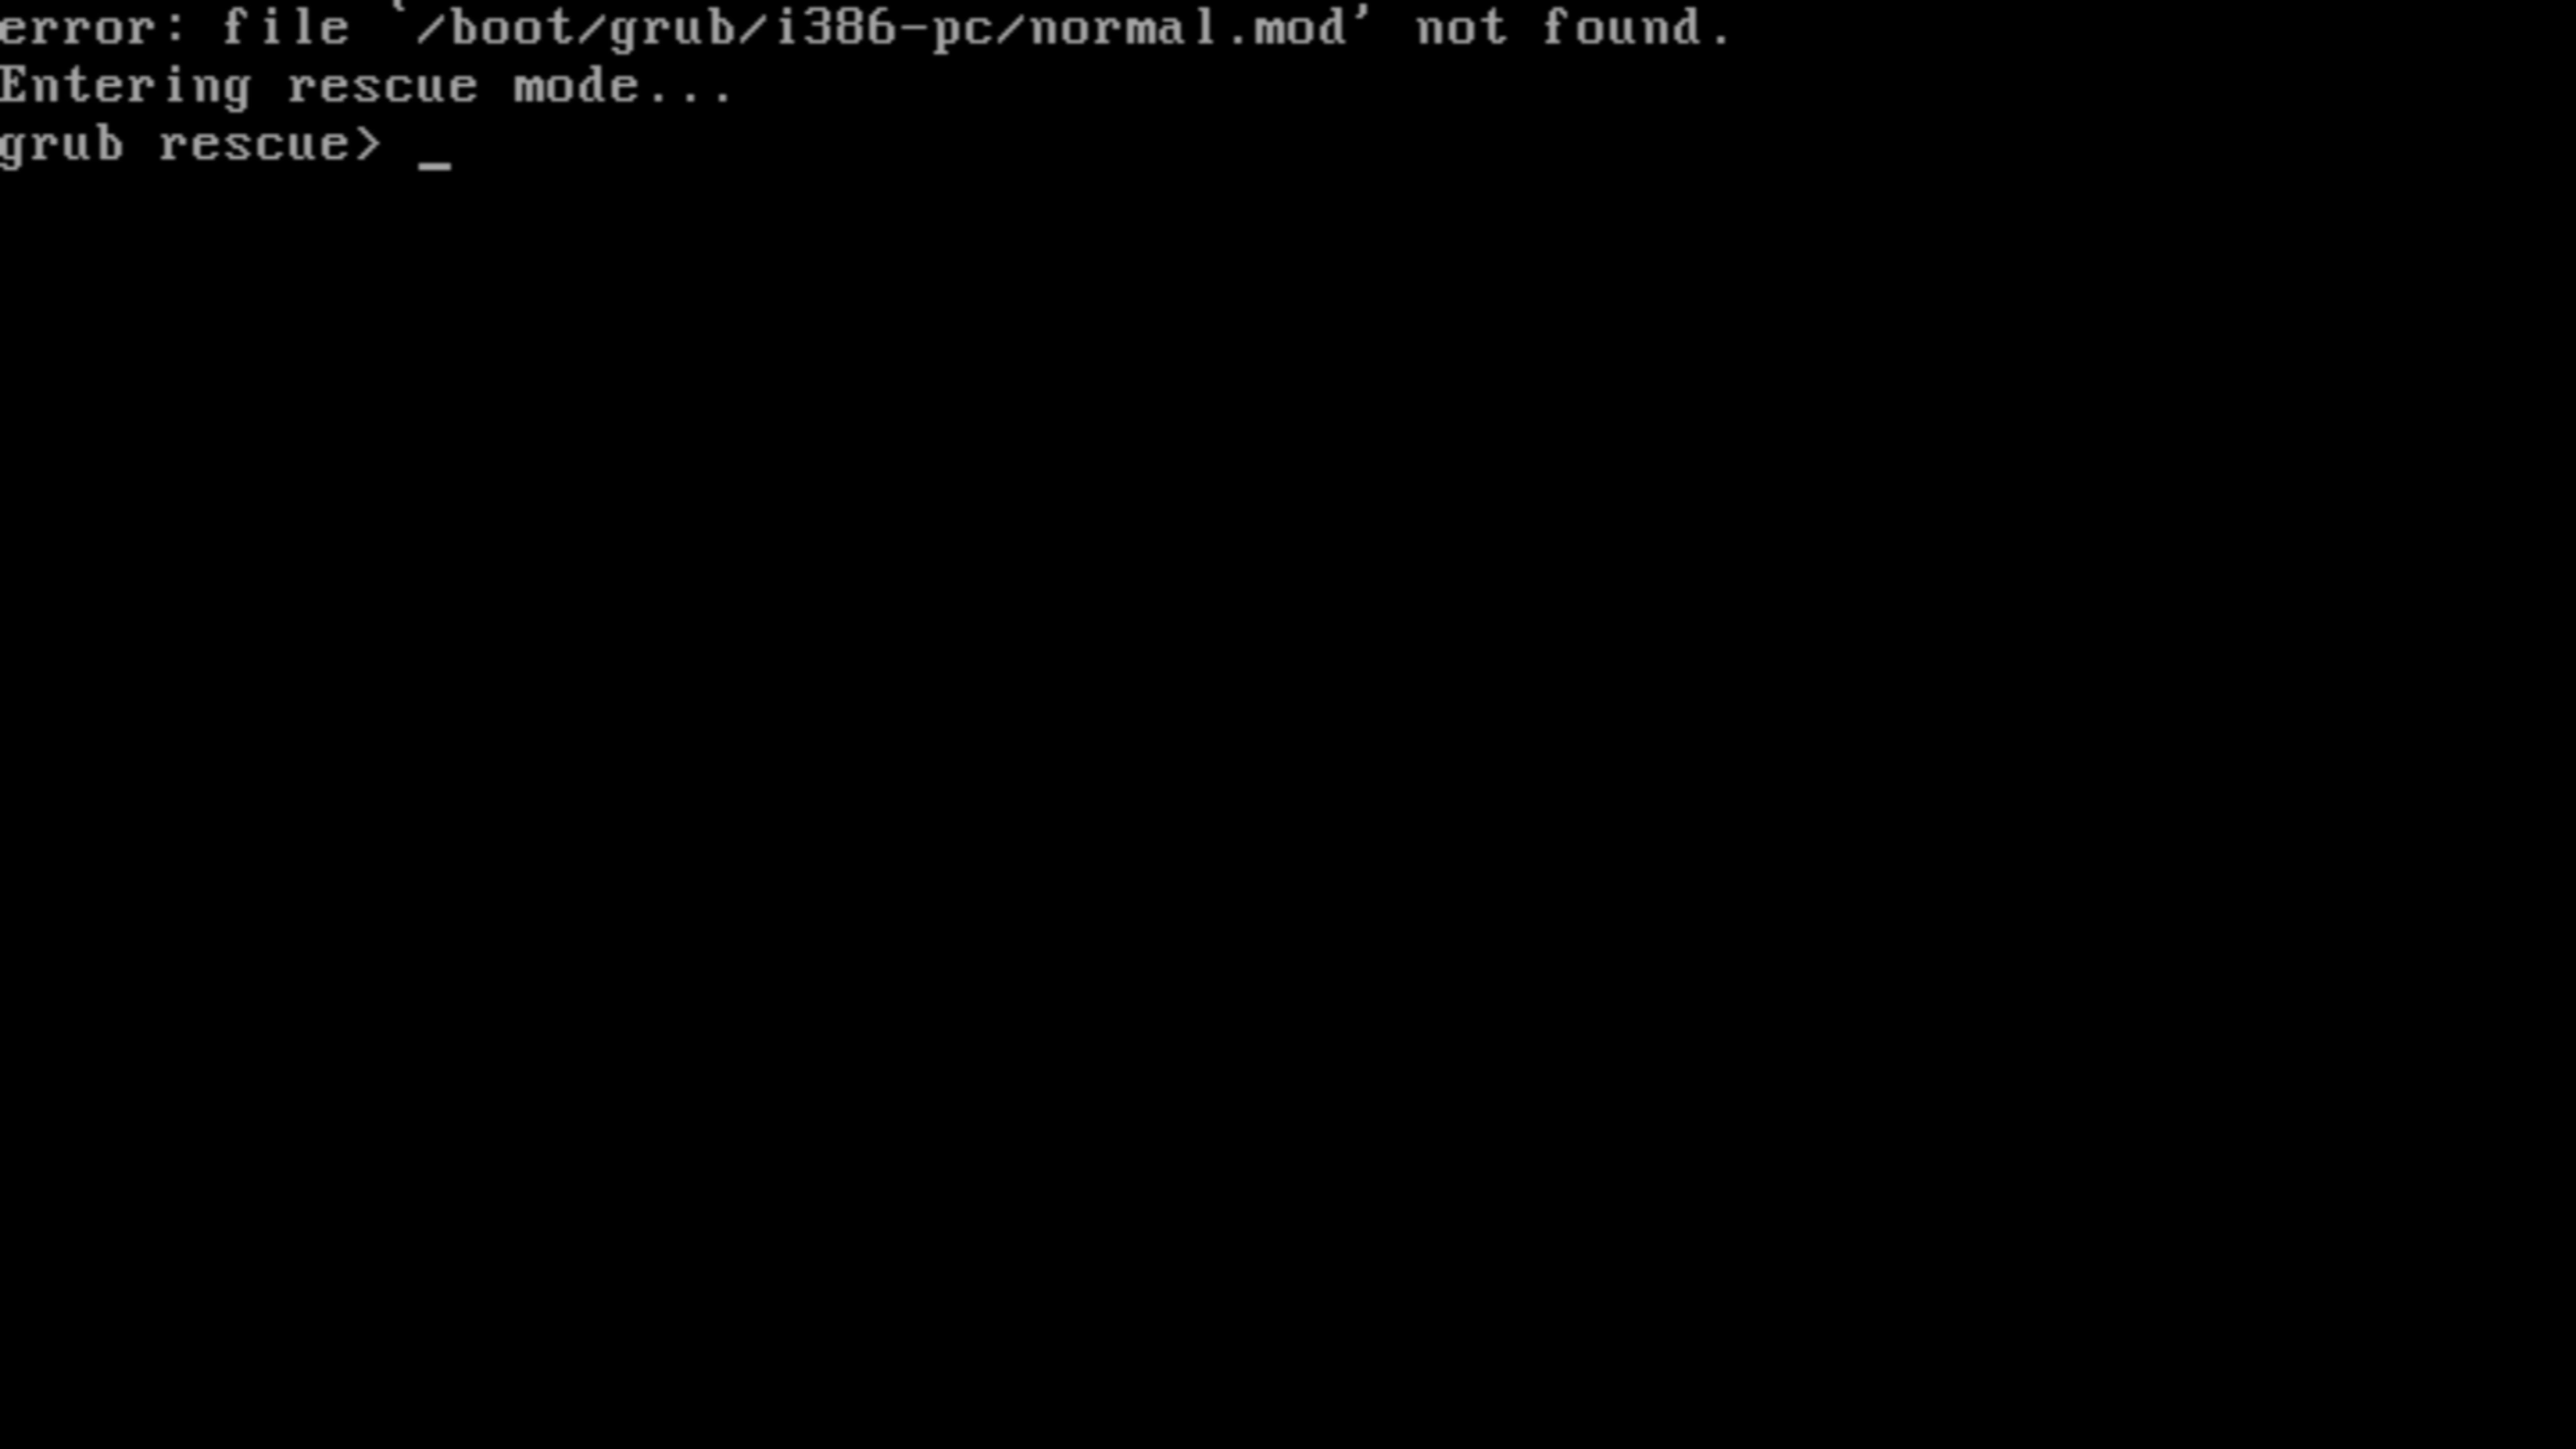 error: file `/boot/grub/i386-pc/normal.mod' not found.
Entering rescue mode...
grub rescue> _